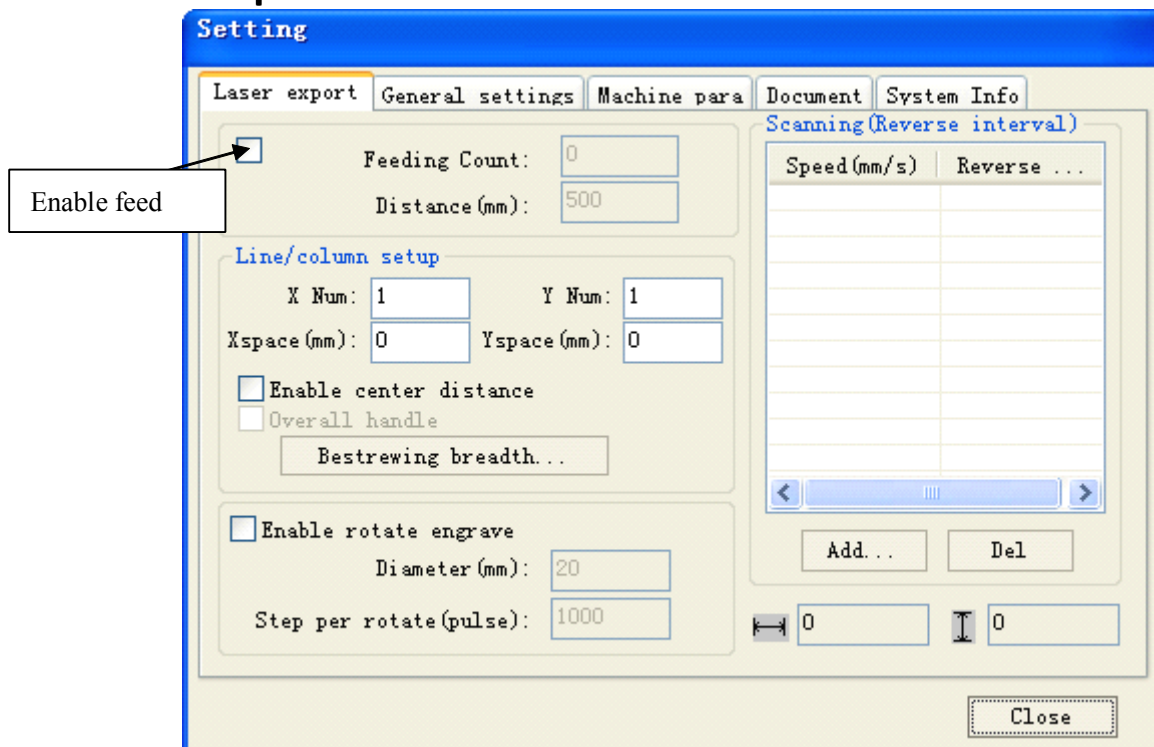 Setting
Laser export General settings Machine para Document System Info
Enable feed
Feeding Count: 0
Distance(mm): 500
Line/column setup
X Num: 1 Y Num: 1
Xspace(mm): 0 Yspace(mm): 0
Enable center distance
Overall handle
Bestrewing breadth...
Enable rotate engrave
Diameter(mm): 20
Step per rotate(pulse): 1000
Scanning(Reverse interval)
Speed(mm/s) Reverse ...
Add... Del
0 0
Close